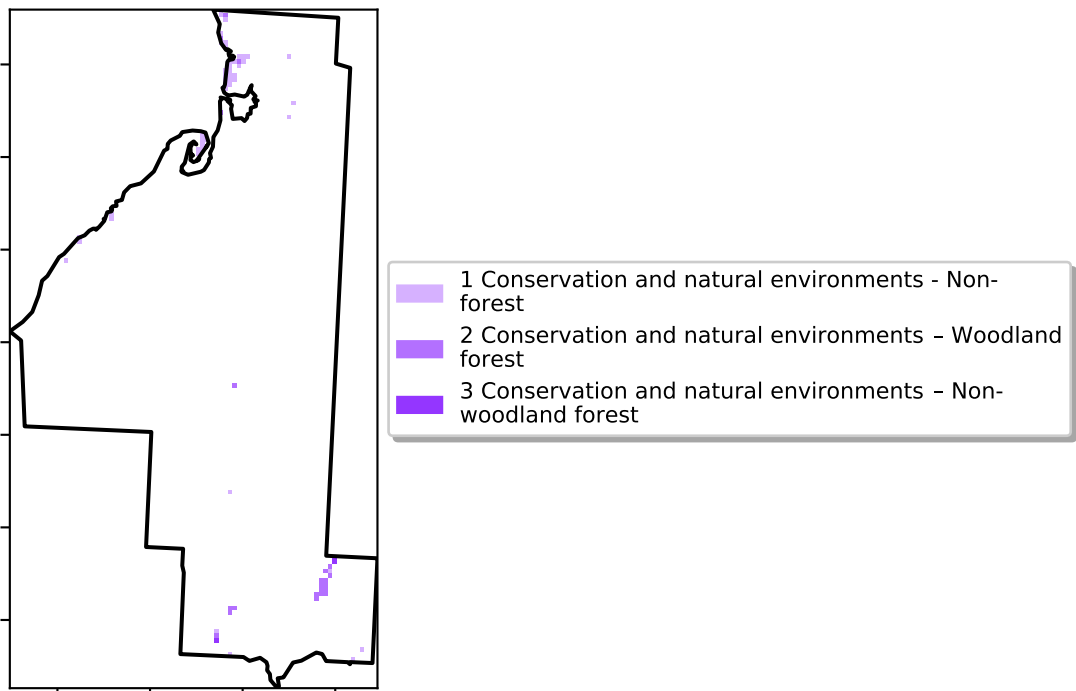 1 Conservation and natural environments - Non-
forest
2 Conservation and natural environments – Woodland
forest
3 Conservation and natural environments – Non-
woodland forest